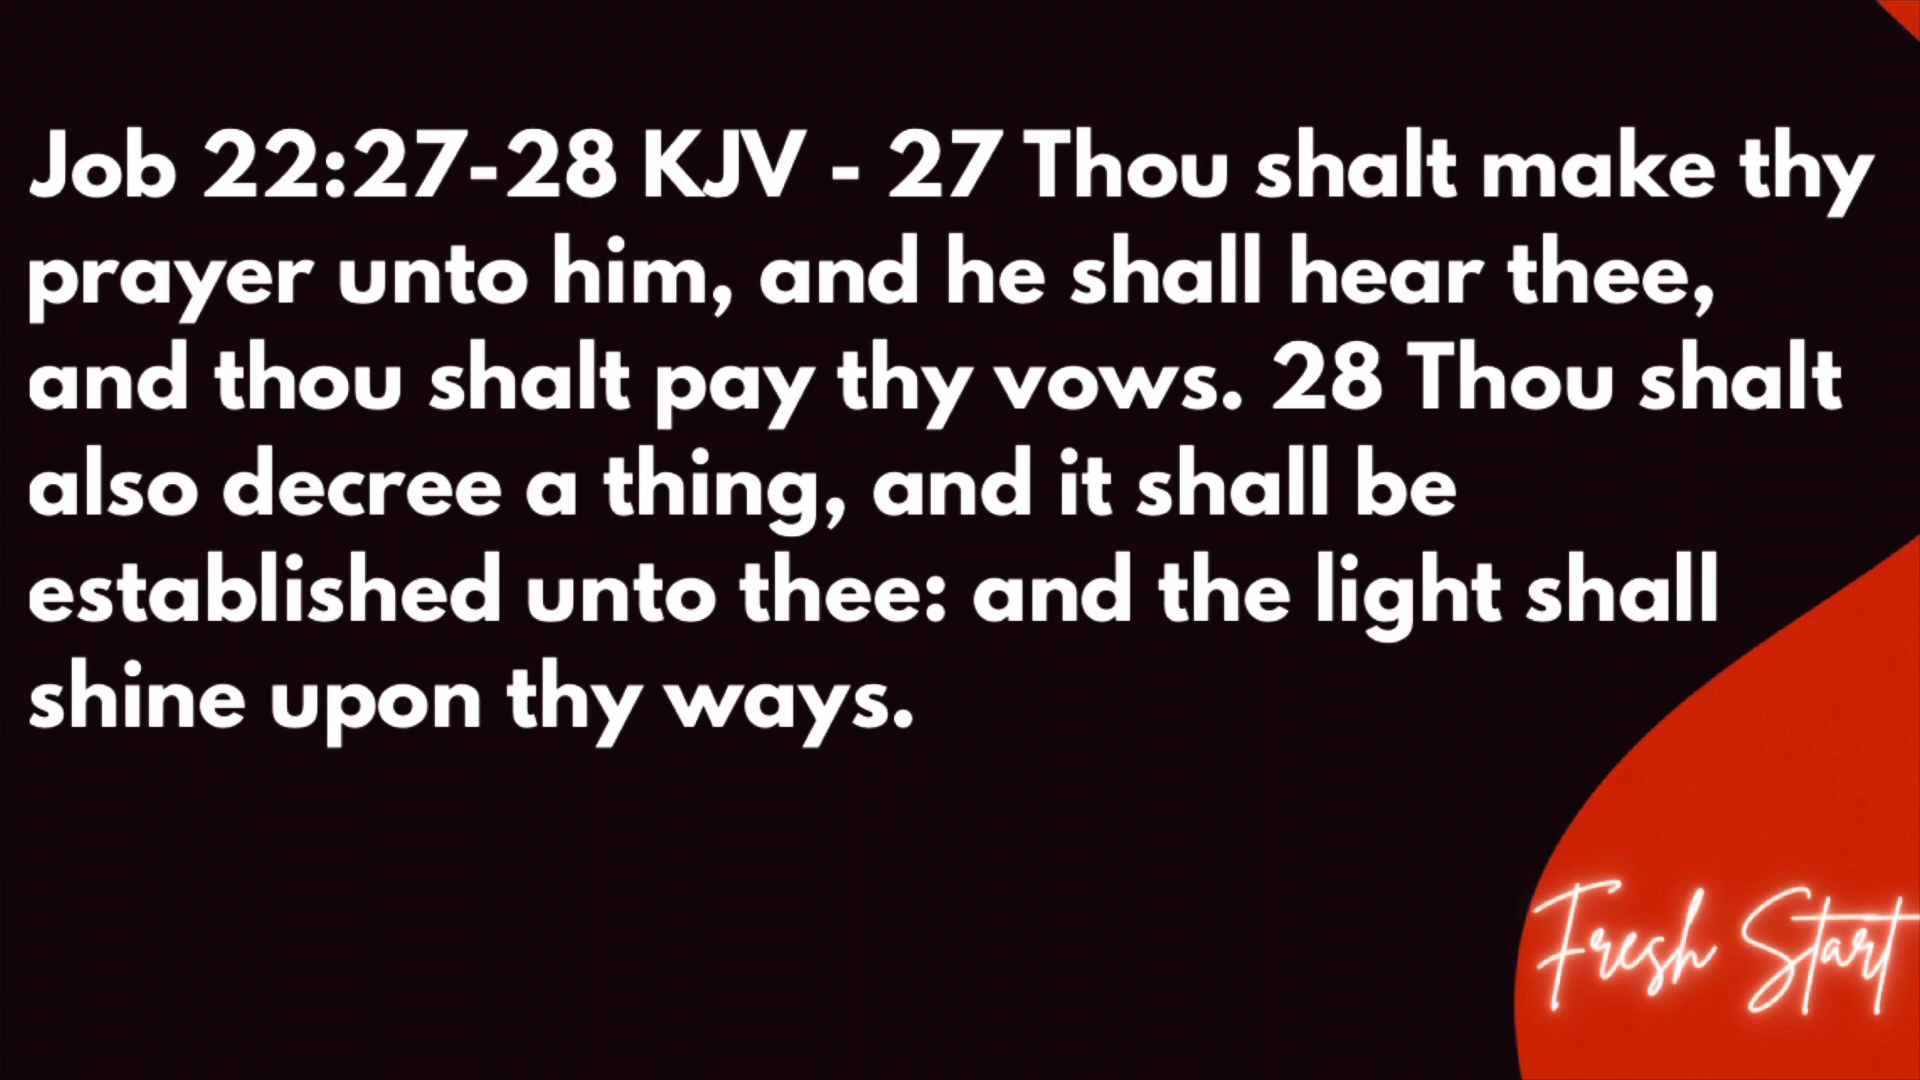 Job 22:27-28 KJV - 27 Thou shalt make thy
prayer unto him, and he shall hear thee,
and thou shalt pay thy vows. 28 Thou shalt
also decree a thing, and it shall be
established unto thee: and the light shall
shine upon thy ways.
Fresh Start